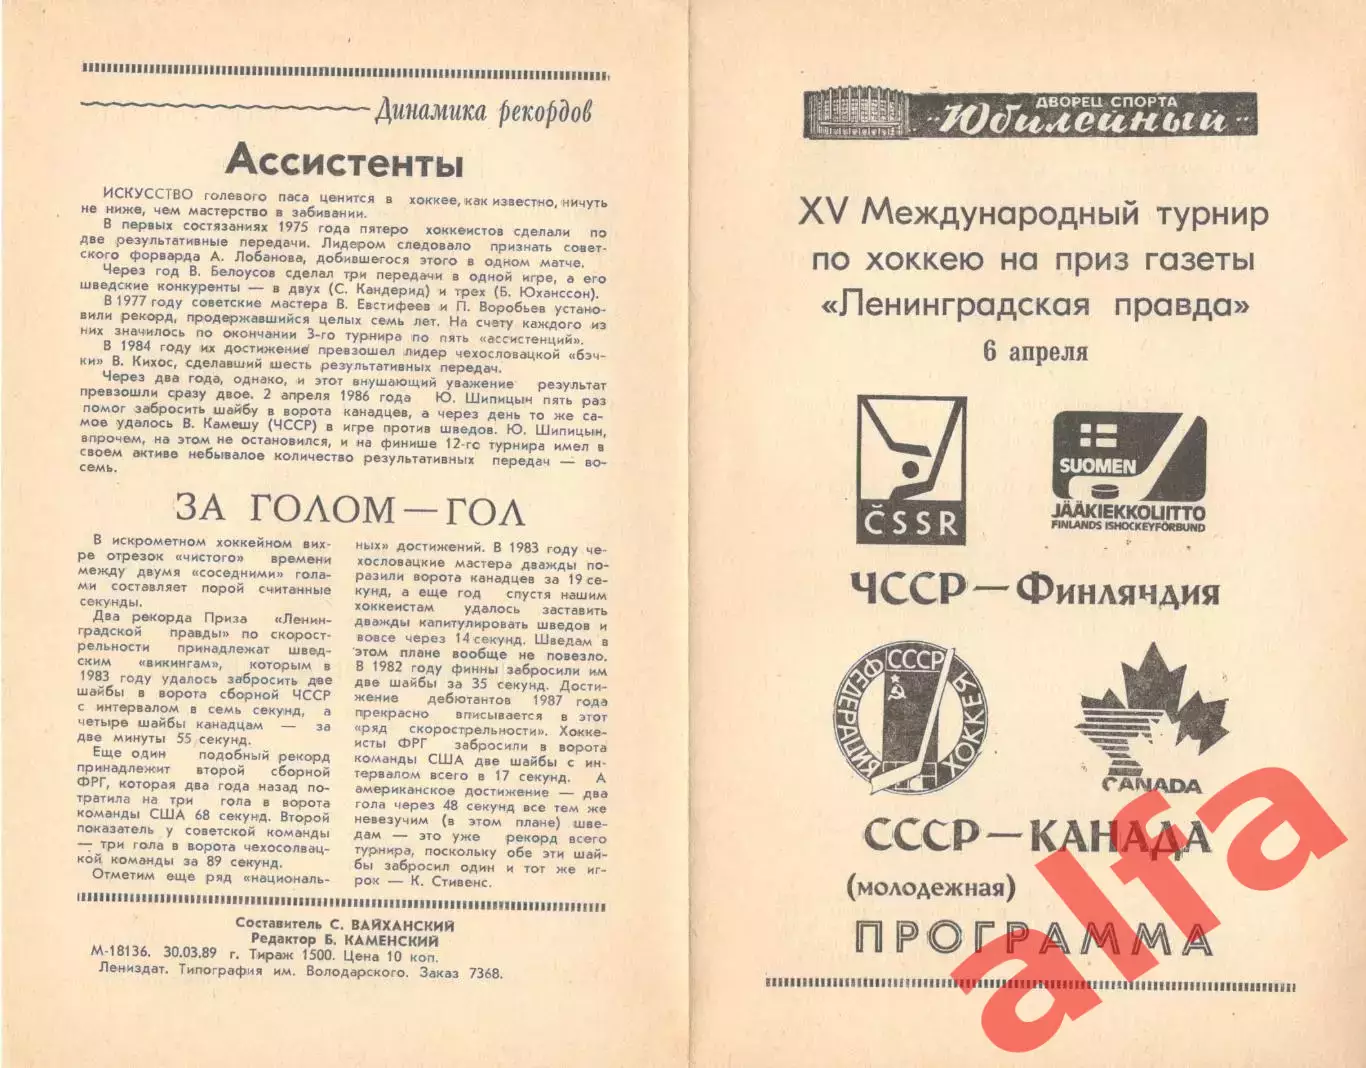 Динамика рекордов
Ассистенты
ИСКУССТВО голевого паса ценится в хоккее, как известно, ничуть
не ниже, чем мастерство в забивании.
В первых состязаниях 1975 года пятеро хоккеистов сделали по
две результативные передачи. Лидером следовало признать совет-
ского форварда А. Лобанова, добившегося этого в одном матче.
Через год В. Белоусов сделал три передачи в одной игре, а его
шведские конкуренты — в двух (С. Кандерид) и трех (Б. Юханссон).
В 1977 году советские мастера В. Евстифеев и П. Воробьев устано-
вили рекорд, продержавшийся целых семь лет. На счету каждого из
них значилось по окончании 3-го турнира по пять «ассистенций».
В 1984 году их достижение превзошел лидер чехословацкой «бэч-
ки» В. Кихос, сделавший шесть результативных передач.
Через два года, однако, и этот внушающий уважение результат
превзошли сразу двое. 2 апреля 1986 года Ю. Шипицын пять раз
помог забросить шайбу в ворота канадцев, а через день то же са-
мое удалось В. Камешу (ЧССР) в игре против шведов. Ю. Шипицын,
впрочем, на этом не остановился, и на финише 12-го турнира имел в
своем активе небывалое количество результативных передач — во-
семь.
ЗА ГОЛОМ — ГОЛ
В искрометном хоккейном вих-
ре отрезок «чистого» времени
между двумя «соседними» гола-
ми составляет порой считанные
секунды.
Два рекорда Приза «Ленин-
градской правды» по скорост-
рельности принадлежат швед-
ским «викингам», которым в
1983 году удалось забросить две
шайбы в ворота сборной ЧССР
с интервалом в семь секунд, а
четыре шайбы канадцам — за
две минуты 55 секунд.
Еще один подобный рекорд
принадлежит второй сборной
ФРГ, которая два года назад по-
тратила на три гола в ворота
команды США 68 секунд. Второй
показатель у советской команды
— три гола в ворота чехосолвац-
кой команды за 89 секунд.
Отметим еще ряд «националь-
ных» достижений. В 1983 году че-
хословацкие мастера дважды по-
разили ворота канадцев за 19 се-
кунд, а еще год спустя нашим
хоккеистам удалось заставить
дважды капитулировать шведов и
вовсе через 14 секунд. Шведам в
этом плане вообще не повезло.
В 1982 году финны забросили им
две шайбы за 35 секунд. Дости-
жение дебютантов 1987 года
прекрасно вписывается в этот
«ряд скорострельности». Хокке-
исты ФРГ забросили в ворота
команды США две шайбы с ин-
тервалом всего в 17 секунд. А
американское достижение — два
гола через 48 секунд все тем же
невезучим (в этом плане) шве-
дам — это уже рекорд всего
турнира, поскольку обе эти шай-
бы забросил один и тот же иг-
рок — К. Стивенс.
Составитель С. ВАЙХАНСКИЙ
Редактор Б. КАМЕНСКИЙ
М-18136. 30.03.89 г. Тираж 1500. Цена 10 коп.
Лениздат. Типография им. Володарского. Заказ 7368.
ДВОРЕЦ СПОРТА
"Юбилейный"
XV Международный турнир
по хоккею на приз газеты
«Ленинградская правда»
6 апреля
ČSSR
SUOMEN
JÄÄKIEKKOLIITTO
FINLANDS ISHOCKEYFÖRBUND
ЧССР — Финляндия
ФЕДЕРАЦИЯ
СССР
ХОККЕЯ
CANADA
СССР — КАНАДА
(молодежная)
ПРОГРАММА
alfa